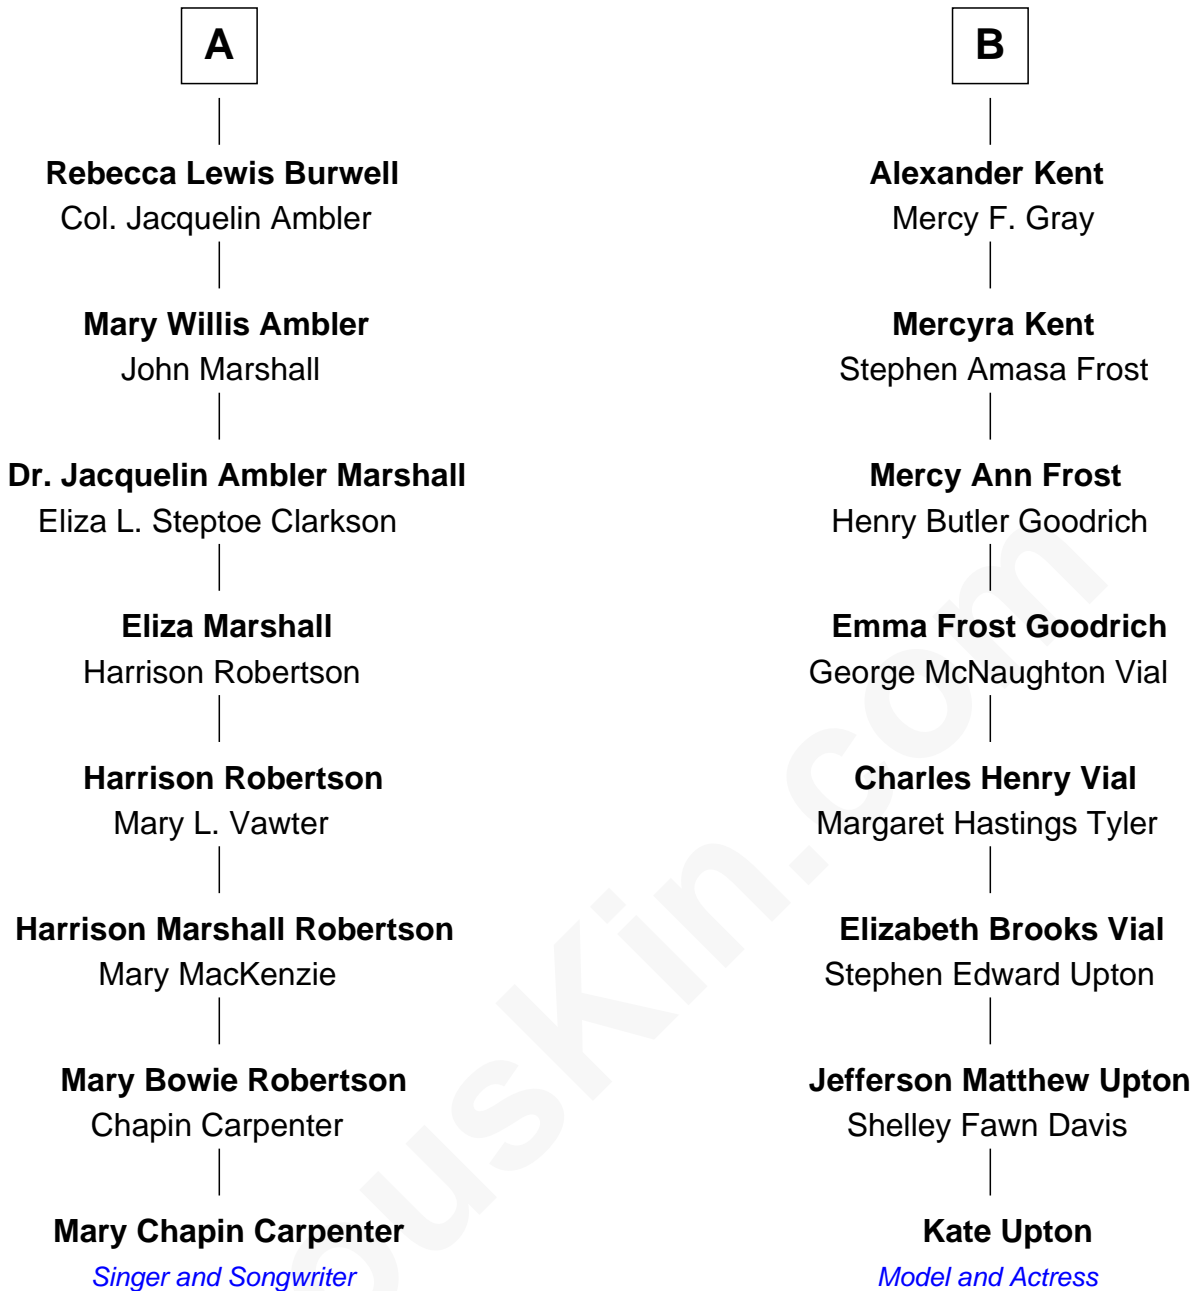 A
Rebecca Lewis Burwell
Col. Jacquelin Ambler
Mary Willis Ambler
John Marshall
Dr. Jacquelin Ambler Marshall
Eliza L. Steptoe Clarkson
Eliza Marshall
Harrison Robertson
Harrison Robertson
Mary L. Vawter
Harrison Marshall Robertson
Mary MacKenzie
Mary Bowie Robertson
Chapin Carpenter
Mary Chapin Carpenter
Singer and Songwriter
B
Alexander Kent
Mercy F. Gray
Mercyra Kent
Stephen Amasa Frost
Mercy Ann Frost
Henry Butler Goodrich
Emma Frost Goodrich
George McNaughton Vial
Charles Henry Vial
Margaret Hastings Tyler
Elizabeth Brooks Vial
Stephen Edward Upton
Jefferson Matthew Upton
Shelley Fawn Davis
Kate Upton
Model and Actress
ousKin.com